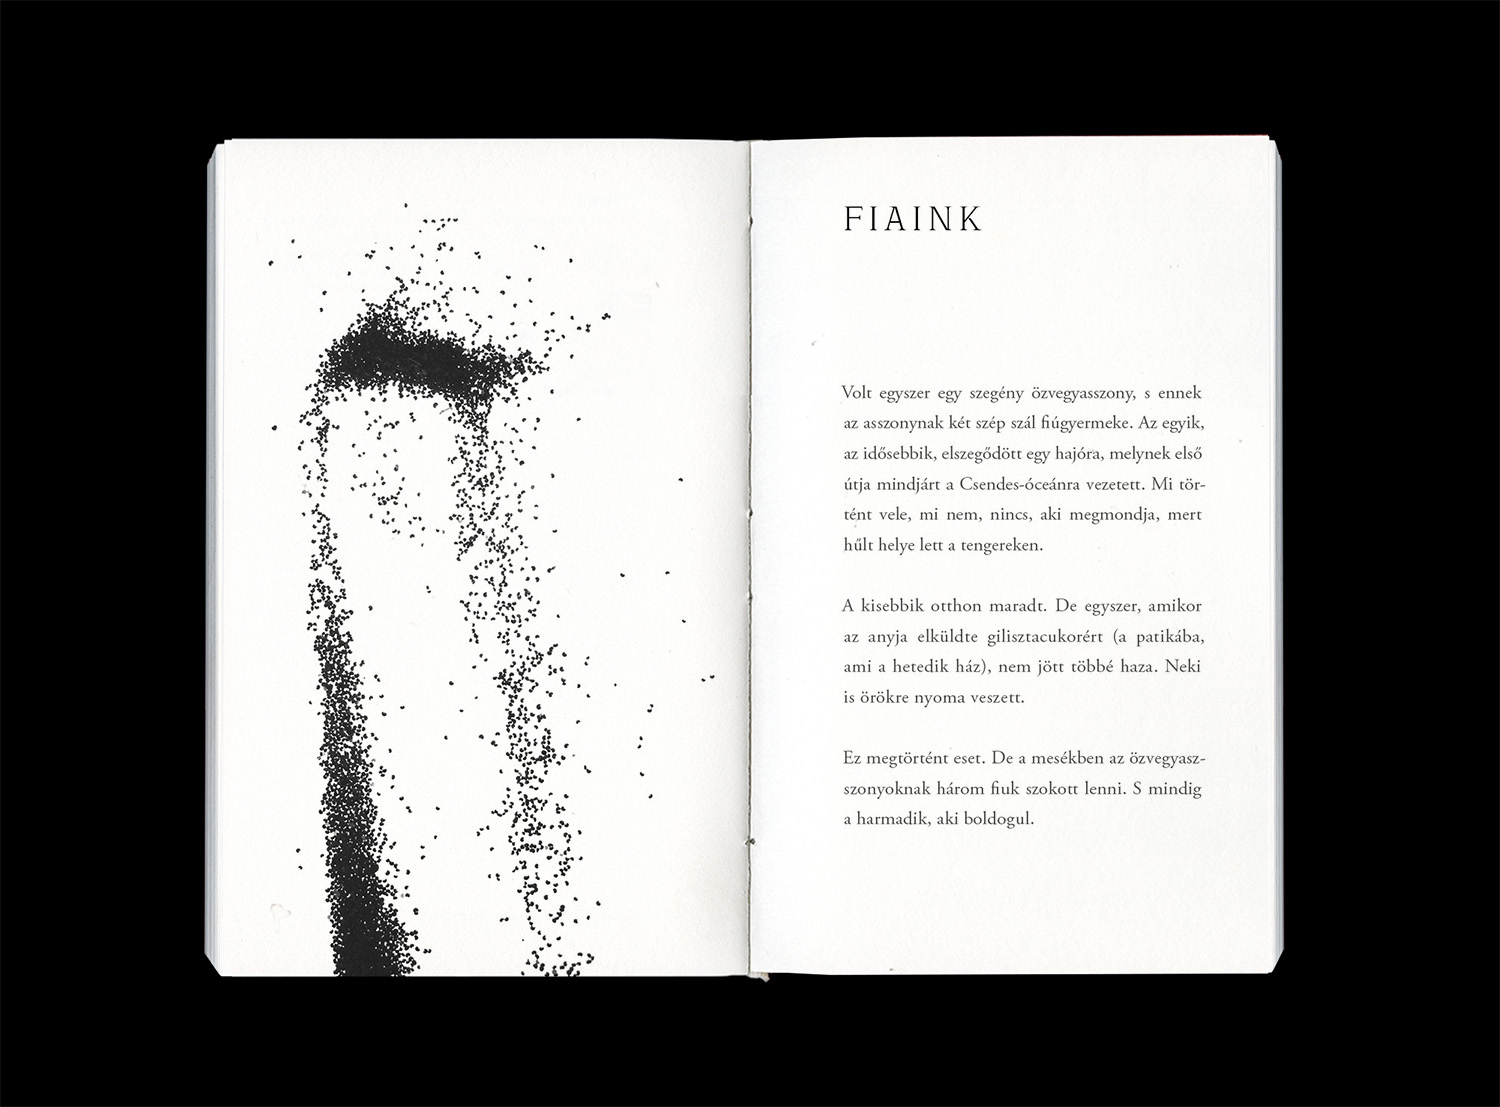 FIAINK
Volt egyszer egy szegény özvegyasszony, s ennek
az asszonynak két szép szál fiúgyermeke. Az egyik,
az idősebbik, elszegődött egy hajóra, melynek első
útja mindjárt a Csendes-óceánra vezetett. Mi tör-
tént vele, mi nem, nincs, aki megmondja, mert
hűlt helye lett a tengereken.
A kisebbik otthon maradt. De egyszer, amikor
az anyja elküldte gilisztacukorért (a patikába,
ami a hetedik ház), nem jött többé haza. Neki
is örökre nyoma veszett.
Ez megtörtént eset. De a mesékben az özvegyasz-
szonyoknak három fiuk szokott lenni. S mindig
a harmadik, aki boldogul.